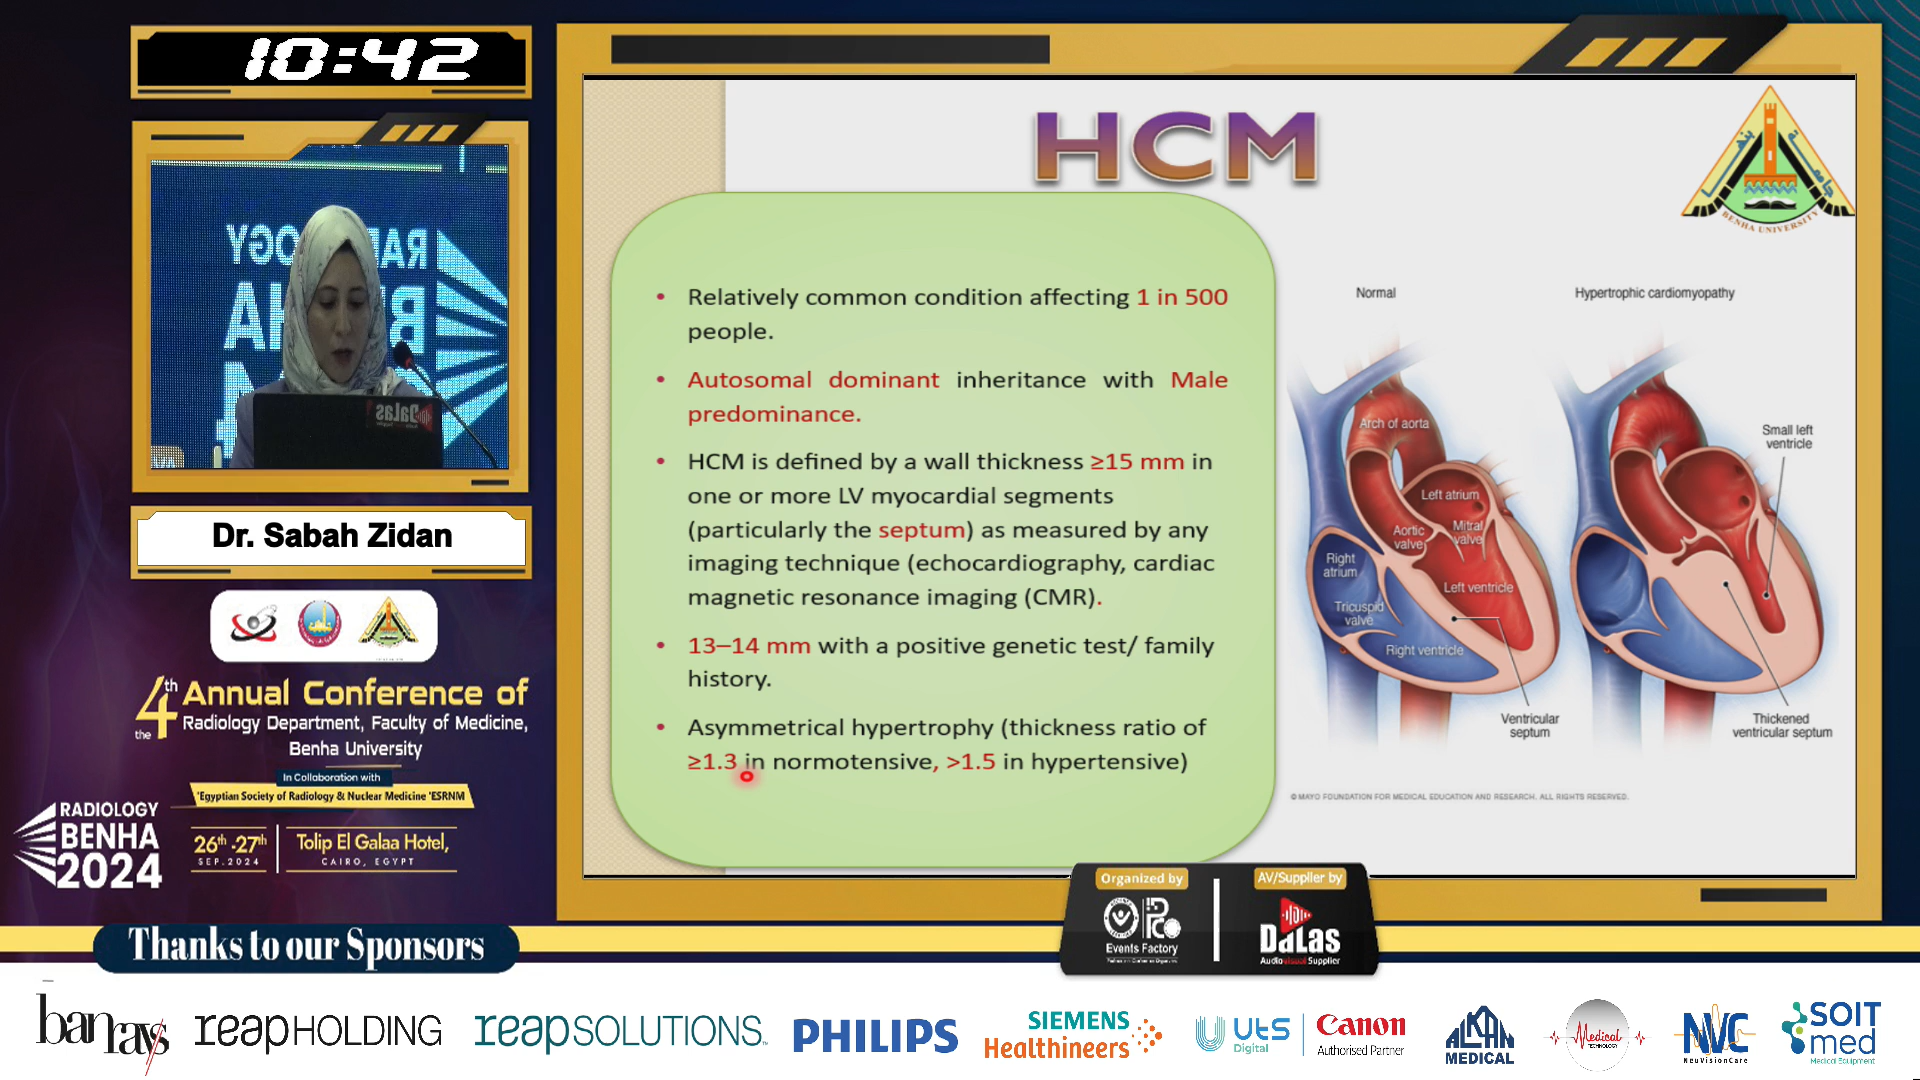 10:42
RADIOLOGY
BENHA
DaLas
Dr. Sabah Zidan
the 4th Annual Conference of
Radiology Department, Faculty of Medicine,
Benha University
In Collaboration with
'Egyptian Society of Radiology & Nuclear Medicine 'ESRNM
RADIOLOGY
BENHA
2024
26th -27th
SEP.2024
Tolip El Galaa Hotel,
CAIRO, EGYPT
HCM
BENHA UNIVERSITY
• Relatively common condition affecting 1 in 500
people.
• Autosomal dominant inheritance with Male
predominance.
• HCM is defined by a wall thickness ≥15 mm in
one or more LV myocardial segments
(particularly the septum) as measured by any
imaging technique (echocardiography, cardiac
magnetic resonance imaging (CMR).
• 13–14 mm with a positive genetic test/ family
history.
• Asymmetrical hypertrophy (thickness ratio of
≥1.3 in normotensive, >1.5 in hypertensive)
Normal
Arch of aorta
Left atrium
Aortic
valve
Mitral
valve
Right
atrium
Left ventricle
Tricuspid
valve
Right ventricle
Ventricular
septum
Hypertrophic cardiomyopathy
Small left
ventricle
Thickened
ventricular septum
© MAYO FOUNDATION FOR MEDICAL EDUCATION AND RESEARCH. ALL RIGHTS RESERVED.
Organized by
Events Factory
AV/Supplier by
DaLas
Audiovisual Supplier
Thanks to our Sponsors
banrays
reapHOLDING
reapSOLUTIONS
PHILIPS
SIEMENS
Healthineers
UTS
Digital
Canon
Authorised Partner
ALKAN
MEDICAL
Medical
TECHNOLOGY
NVC
NeuVisionCare
SOIT
med
Medical Equipment